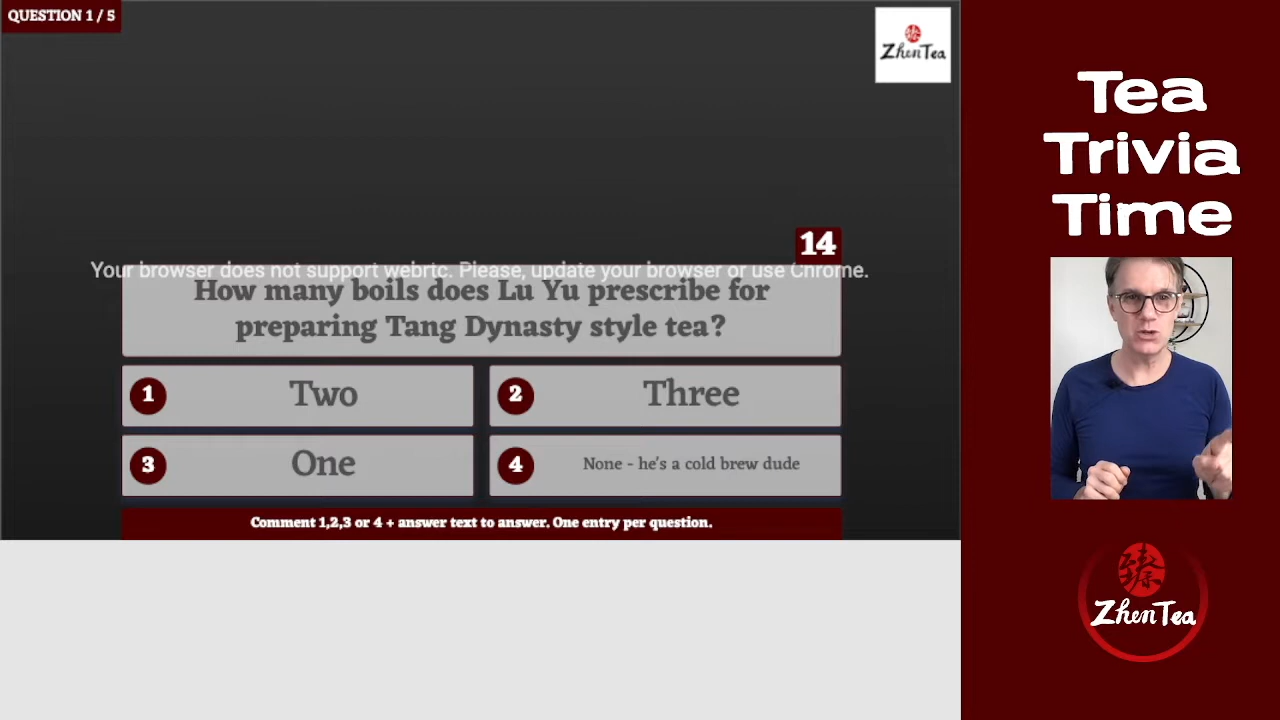 QUESTION 1 / 5
臻
ZhenTea
14
Your browser does not support webrtc. Please, update your browser or use Chrome.
How many boils does Lu Yu prescribe for
preparing Tang Dynasty style tea?
1 Two
2 Three
3 One
4 None - he's a cold brew dude
Comment 1,2,3 or 4 + answer text to answer. One entry per question.
Tea
Trivia
Time
臻
ZhenTea